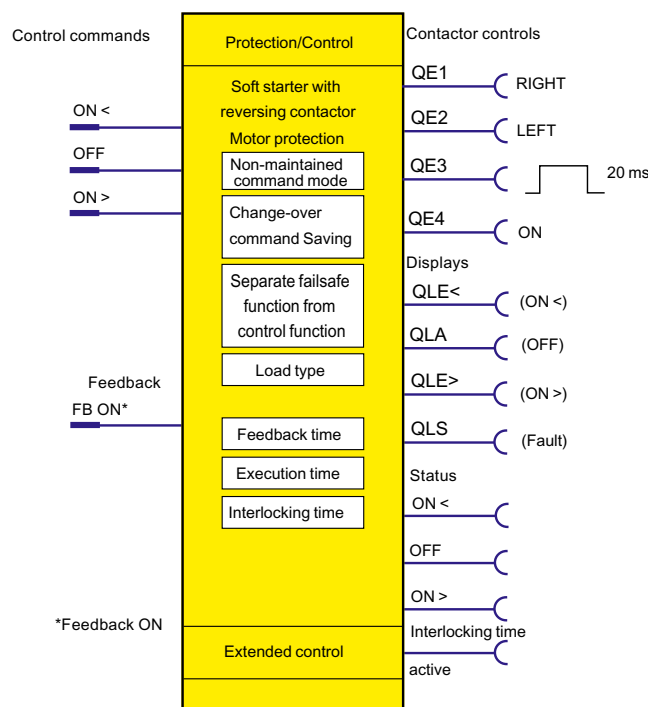 Control commands
Protection/Control
Contactor controls
Soft starter with
reversing contactor
Motor protection
ON <
OFF
ON >
Non-maintained
command mode
Change-over
command Saving
Separate failsafe
function from
control function
Load type
Feedback
FB ON*
Feedback time
Execution time
Interlocking time
*Feedback ON
Extended control
QE1
RIGHT
QE2
LEFT
QE3
20 ms
QE4
ON
Displays
QLE<
(ON <)
QLA
(OFF)
QLE>
(ON >)
QLS
(Fault)
Status
ON <
OFF
ON >
Interlocking time
active